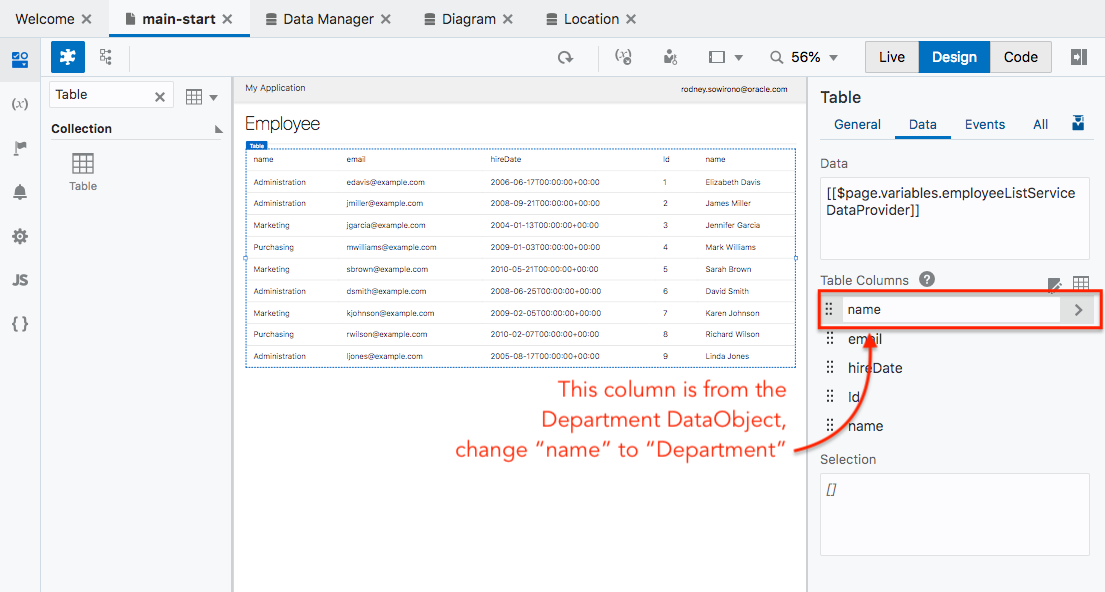 Welcome main-start Data Manager Diagram Location
56% Live Design Code
Table
Collection
Table
(x)
JS
{ }
My Application rodney.sowirono@oracle.com
Employee
Table
name email hireDate Id name
Administration edavis@example.com 2006-06-17T00:00:00+00:00 1 Elizabeth Davis
Administration jmiller@example.com 2008-09-21T00:00:00+00:00 2 James Miller
Marketing jgarcia@example.com 2004-01-13T00:00:00+00:00 3 Jennifer Garcia
Purchasing mwilliams@example.com 2009-01-03T00:00:00+00:00 4 Mark Williams
Marketing sbrown@example.com 2010-05-21T00:00:00+00:00 5 Sarah Brown
Administration dsmith@example.com 2008-06-25T00:00:00+00:00 6 David Smith
Marketing kjohnson@example.com 2009-02-05T00:00:00+00:00 7 Karen Johnson
Purchasing rwilson@example.com 2010-02-07T00:00:00+00:00 8 Richard Wilson
Administration ljones@example.com 2005-08-17T00:00:00+00:00 9 Linda Jones
This column is from the
Department DataObject,
change “name” to “Department”
Table
General Data Events All
Data
[[$page.variables.employeeListService
DataProvider]]
Table Columns ?
name
email
hireDate
Id
name
Selection
[]